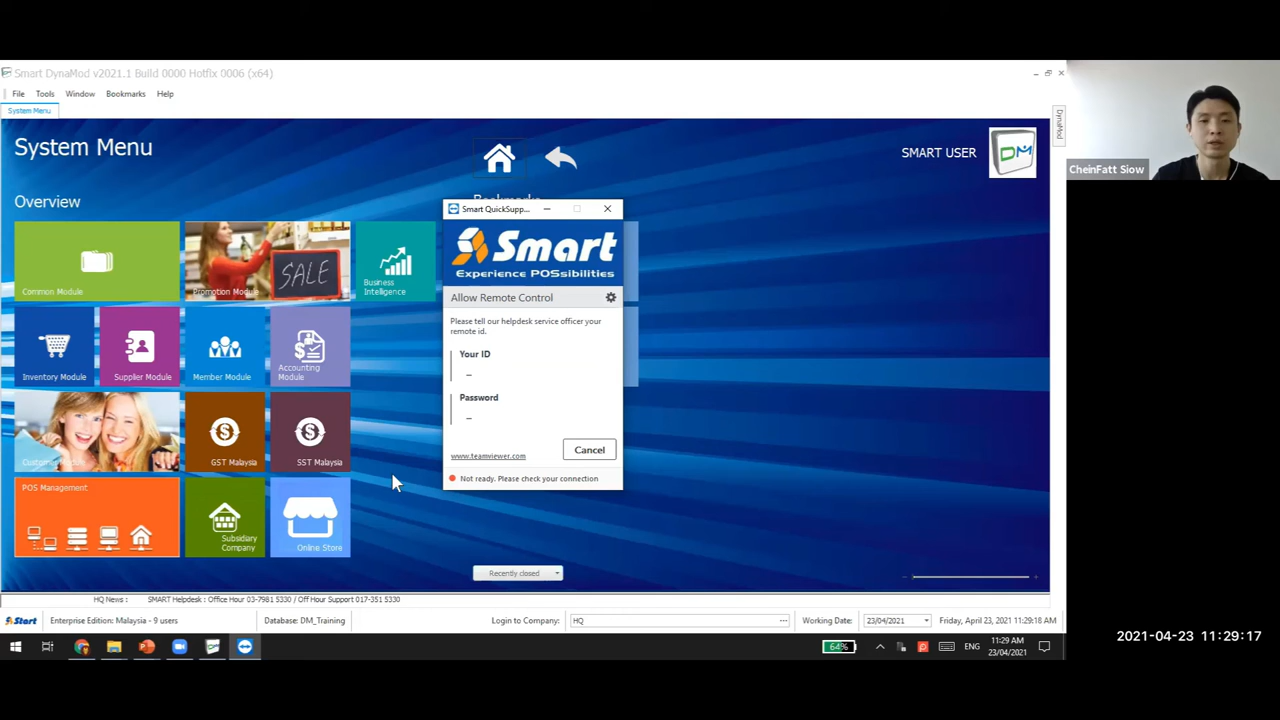 Smart DynaMod v2021.1 Build 0000 Hotfix 0006 (x64)
File Tools Window Bookmarks Help
System Menu
DynaMod
System Menu
SMART USER
DM
CheinFatt Siow
Overview
Smart QuickSupp...
Smart
Experience POSsibilities
Allow Remote Control
Please tell our helpdesk service officer your
remote id.
Your ID
–
Password
–
www.teamviewer.com
Cancel
Not ready. Please check your connection
Common Module
Promotion Module
SALE
Business
Intelligence
Inventory Module
Supplier Module
Member Module
Accounting
Module
GST Malaysia
SST Malaysia
POS Management
Subsidiary
Company
Online Store
Recently closed
HQ News : SMART Helpdesk : Office Hour 03-7981 5330 / Off Hour Support 017-351 5330
Start Enterprise Edition: Malaysia - 9 users Database: DM_Training Login to Company: HQ Working Date: 23/04/2021 Friday, April 23, 2021 11:29:18 AM
64% ENG 11:29 AM
23/04/2021
2021-04-23 11:29:17